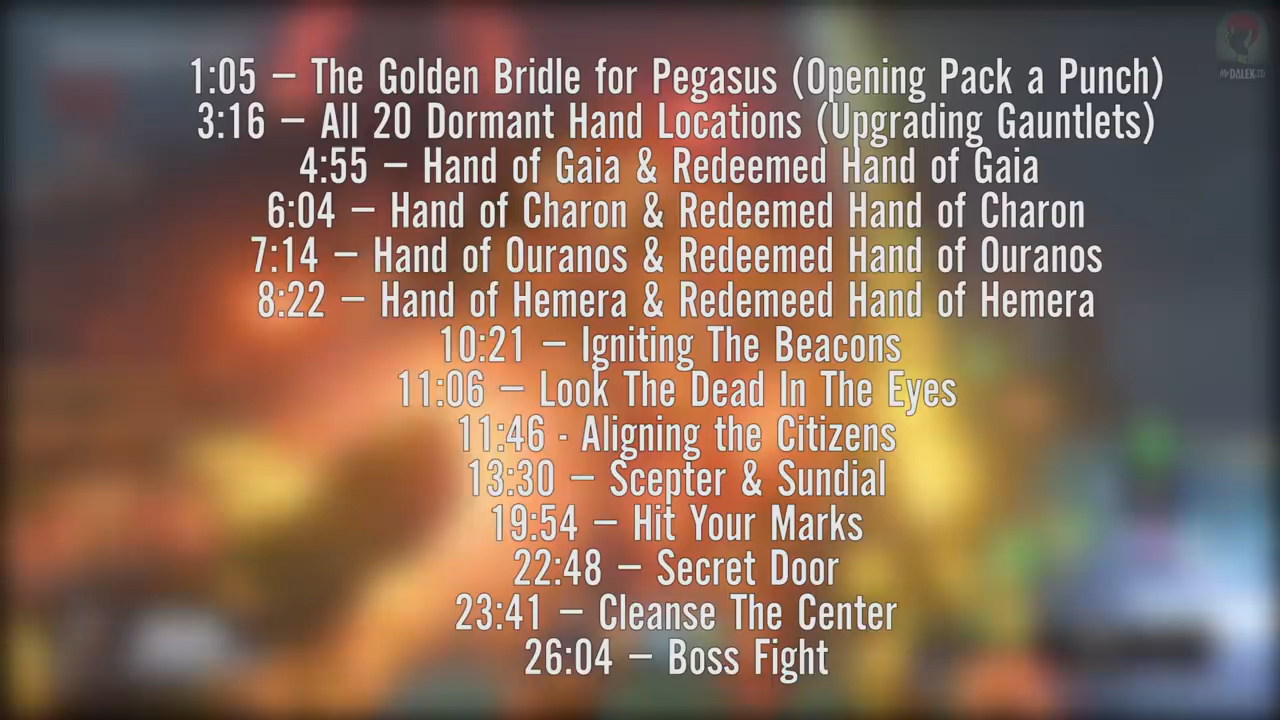 1:05 – The Golden Bridle for Pegasus (Opening Pack a Punch)
3:16 – All 20 Dormant Hand Locations (Upgrading Gauntlets)
4:55 – Hand of Gaia & Redeemed Hand of Gaia
6:04 – Hand of Charon & Redeemed Hand of Charon
7:14 – Hand of Ouranos & Redeemed Hand of Ouranos
8:22 – Hand of Hemera & Redemeed Hand of Hemera
10:21 – Igniting The Beacons
11:06 – Look The Dead In The Eyes
11:46 - Aligning the Citizens
13:30 – Scepter & Sundial
19:54 – Hit Your Marks
22:48 – Secret Door
23:41 – Cleanse The Center
26:04 – Boss Fight